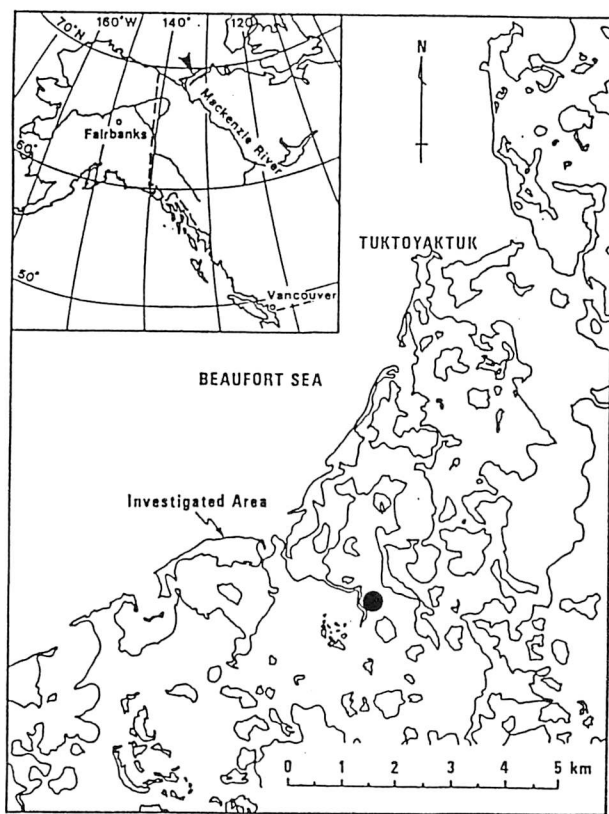 160°W 140° 120°
70°N
Mackenzie River
Fairbanks
60°
50°
Vancouver
N
P
TUKTOYAKTUK
BEAUFORT SEA
Investigated Area
0 1 2 3 4 5 km